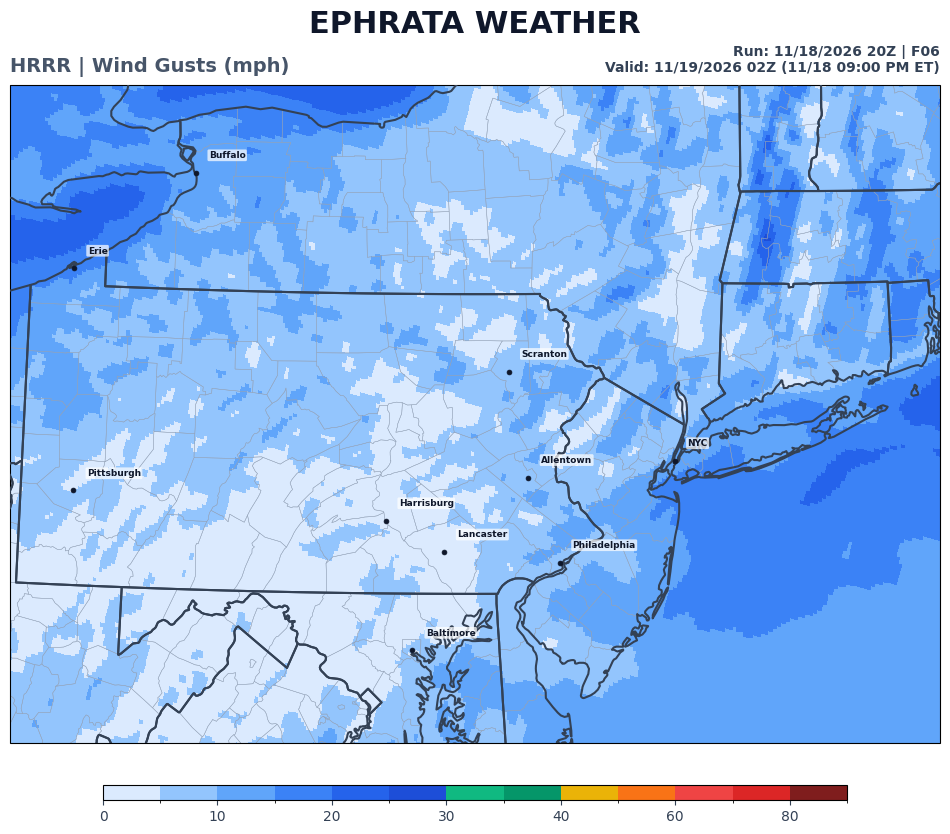 EPHRATA WEATHER
HRRR | Wind Gusts (mph)
Run: 11/18/2026 20Z | F06
Valid: 11/19/2026 02Z (11/18 09:00 PM ET)
Buffalo
Erie
Scranton
NYC
Allentown
Pittsburgh
Harrisburg
Lancaster
Philadelphia
Baltimore
0 10 20 30 40 50 60 70 80